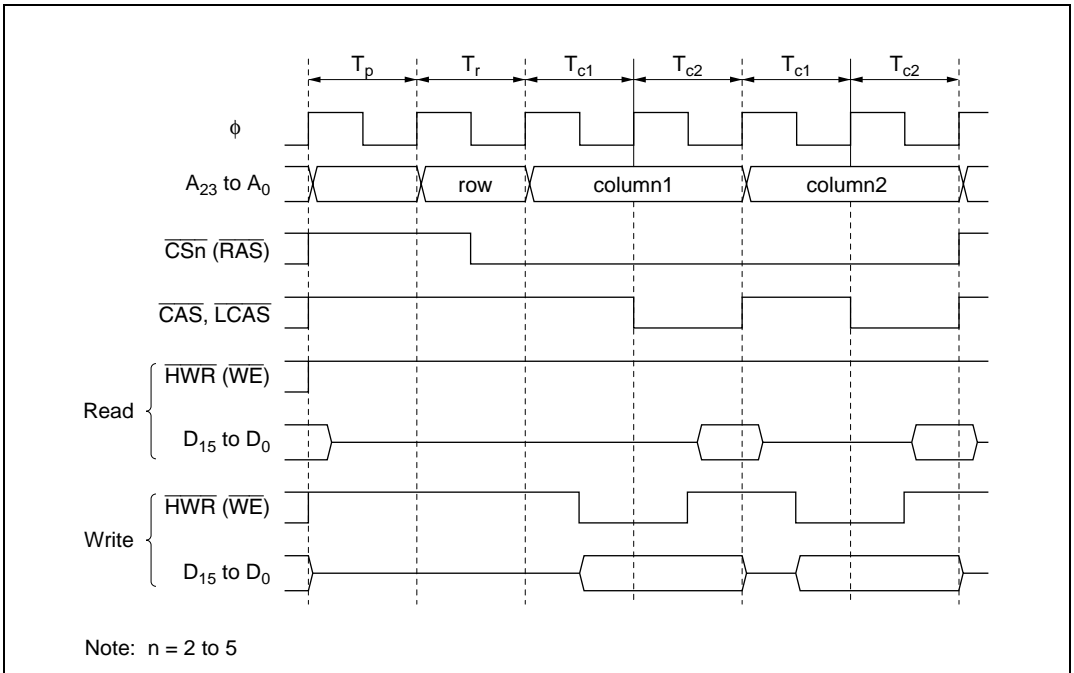 Tp Tr Tc1 Tc2 Tc1 Tc2
φ
A23 to A0 row column1 column2
CSn (RAS)
CAS, LCAS
HWR (WE)
Read
D15 to D0
HWR (WE)
Write
D15 to D0
Note: n = 2 to 5